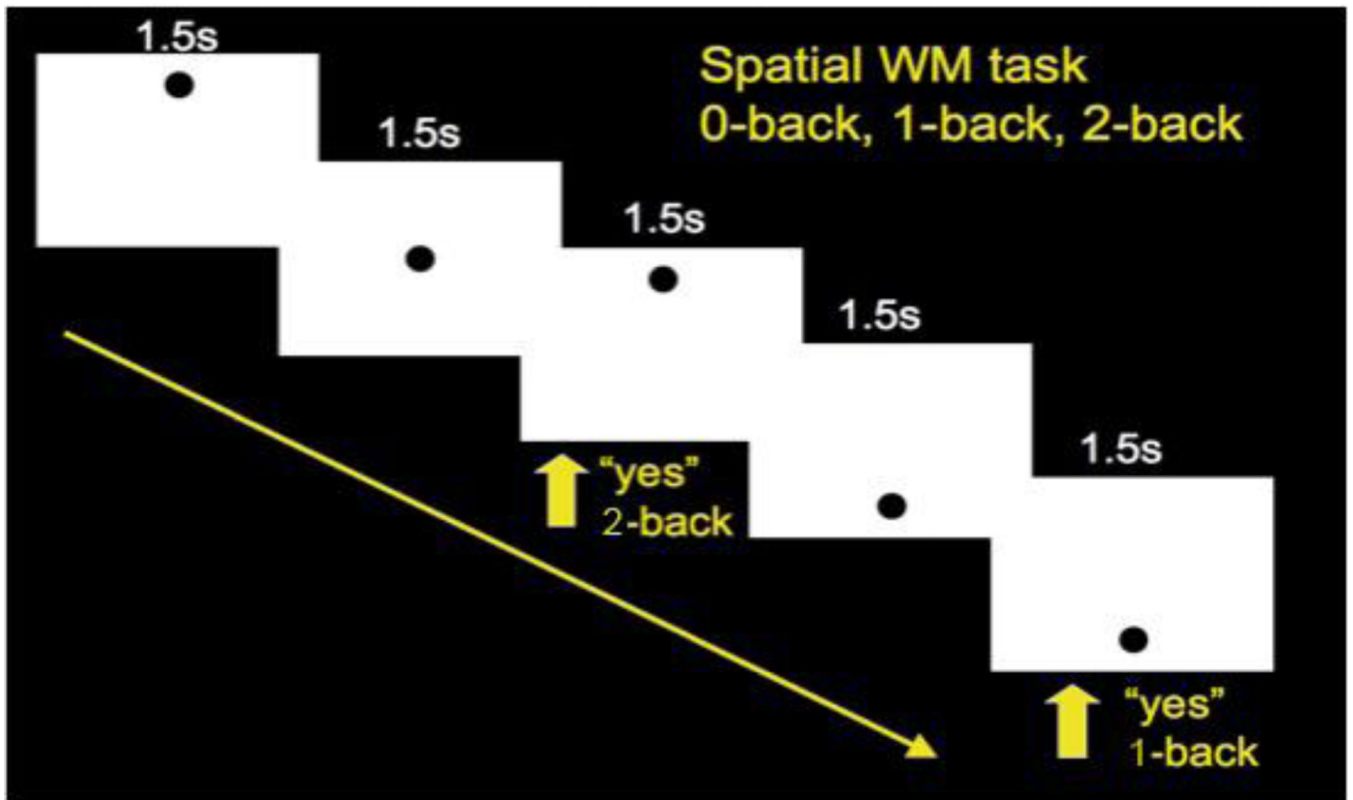 1.5s
Spatial WM task
0-back, 1-back, 2-back
1.5s
1.5s
1.5s
1.5s
“yes”
2-back
“yes”
1-back